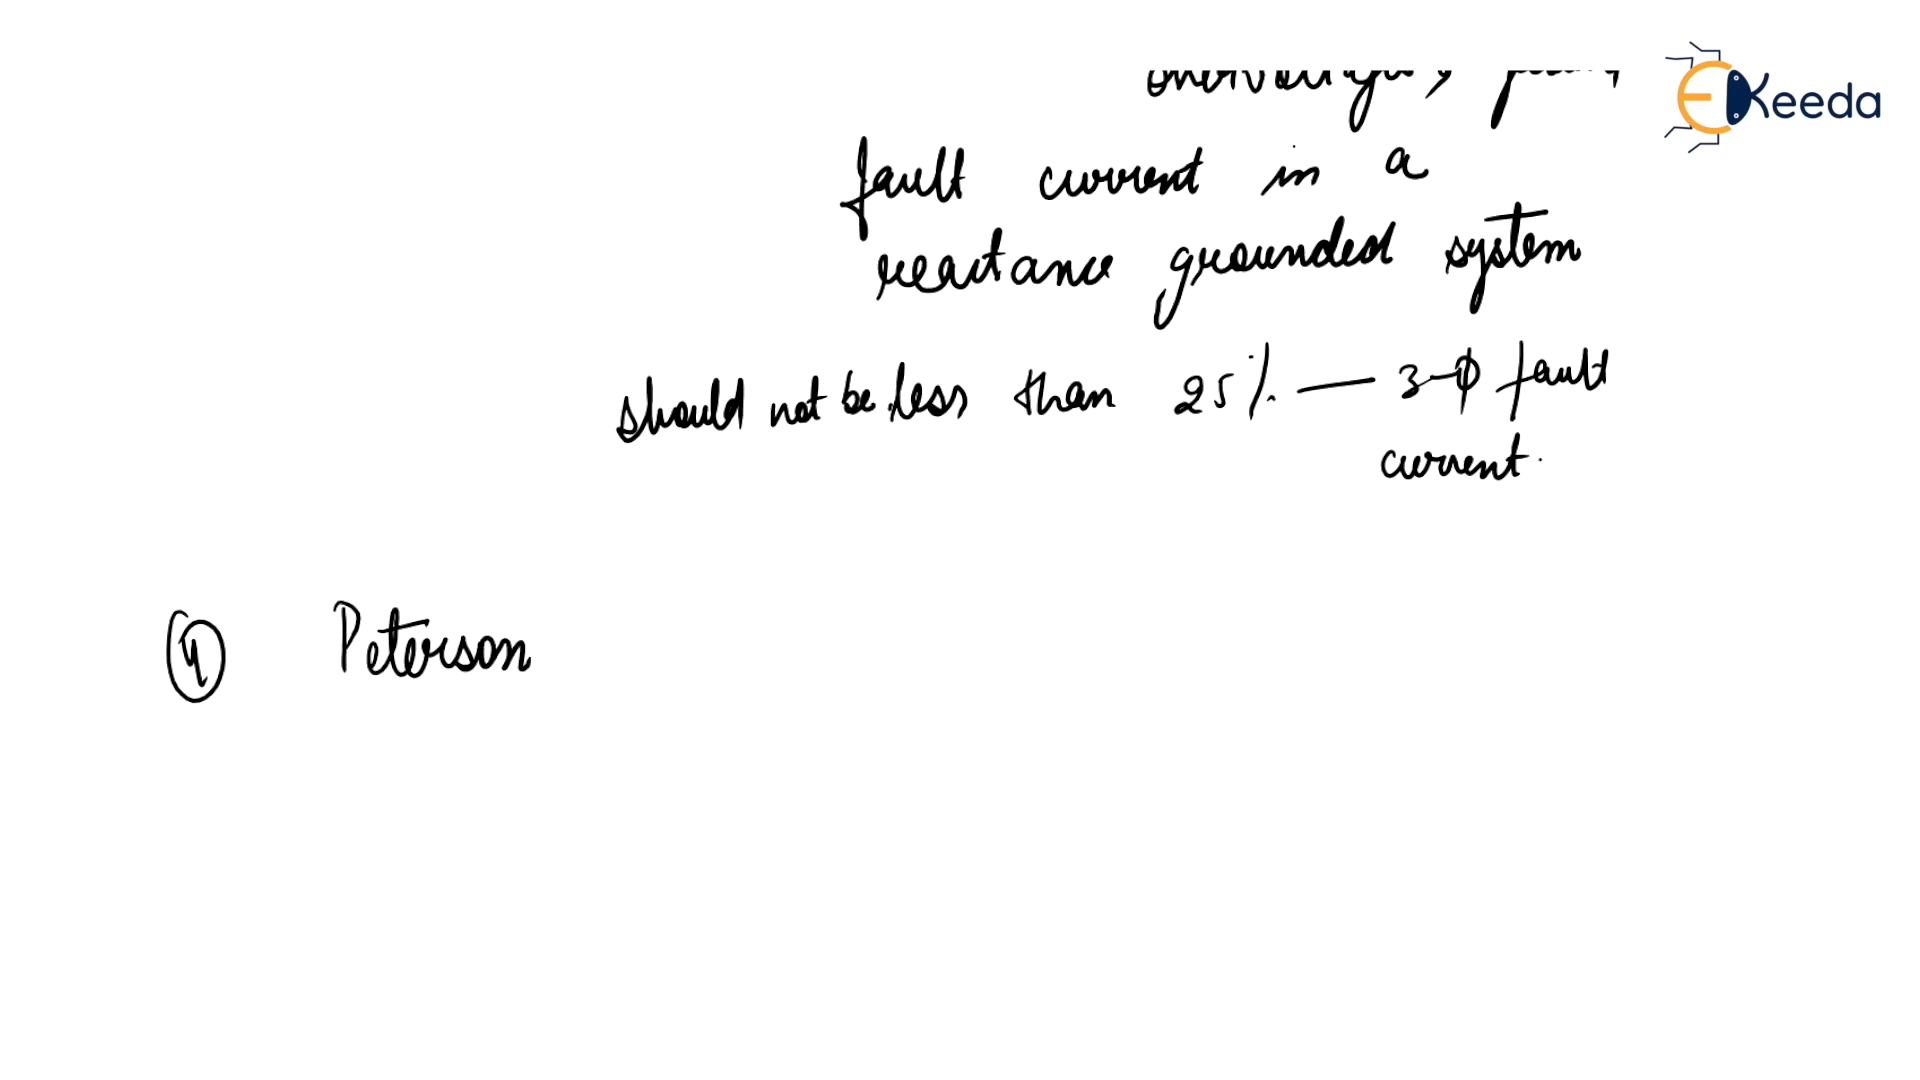 EKeeda
fault current in a
reactance grounded system
should not be less than 25% — 3-φ fault
current.
4 Peterson